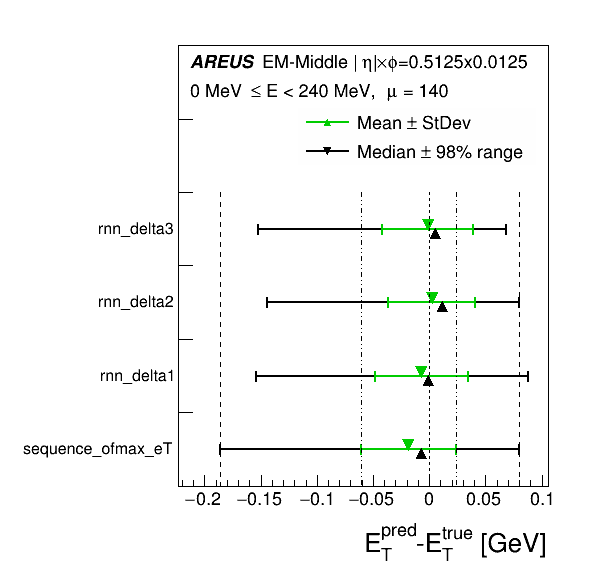 AREUS EM-Middle | η|×ϕ=0.5125x0.0125
0 MeV ≤ E < 240 MeV, μ = 140
Mean ± StDev
Median ± 98% range
rnn_delta3
rnn_delta2
rnn_delta1
sequence_ofmax_eT
−0.2 −0.15 −0.1 −0.05 0 0.05 0.1
E_T^pred-E_T^true [GeV]